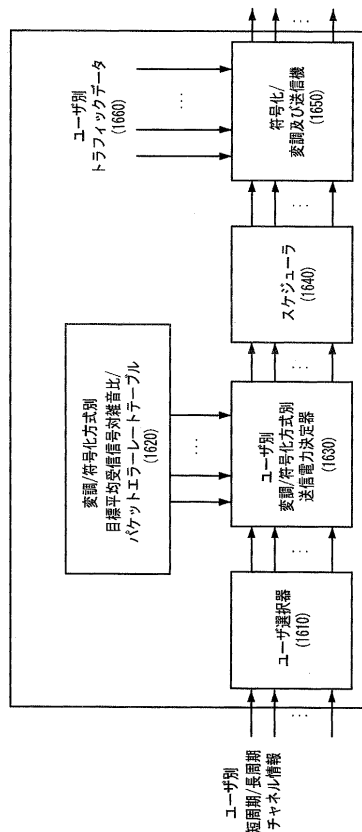 ユーザ別
短周期/長周期
チャネル情報
ユーザ選択器
(1610)
変調/符号化方式別
目標平均受信信号対雑音比/
パケットエラーレートテーブル
(1620)
ユーザ別
変調/符号化方式別
送信電力決定器
(1630)
スケジューラ
(1640)
ユーザ別
トラフィックデータ
(1660)
符号化/
変調及び送信機
(1650)